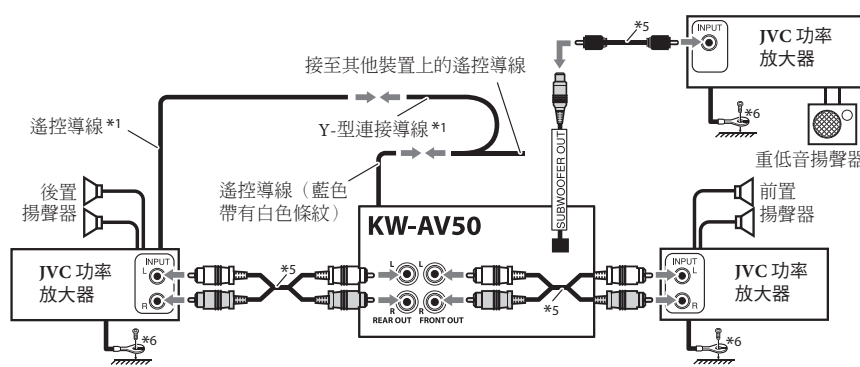 *5
INPUT
JVC 功率
放大器
*6
重低音揚聲器
接至其他裝置上的遙控導線
遙控導線 *1
Y-型連接導線 *1
SUBWOOFER OUT
遙控導線（藍色
帶有白色條紋）
後置
揚聲器
前置
揚聲器
KW-AV50
JVC 功率
放大器
INPUT
L
R
*5
L
L
R
R
REAR OUT
FRONT OUT
*5
INPUT
L
R
JVC 功率
放大器
*6
*6